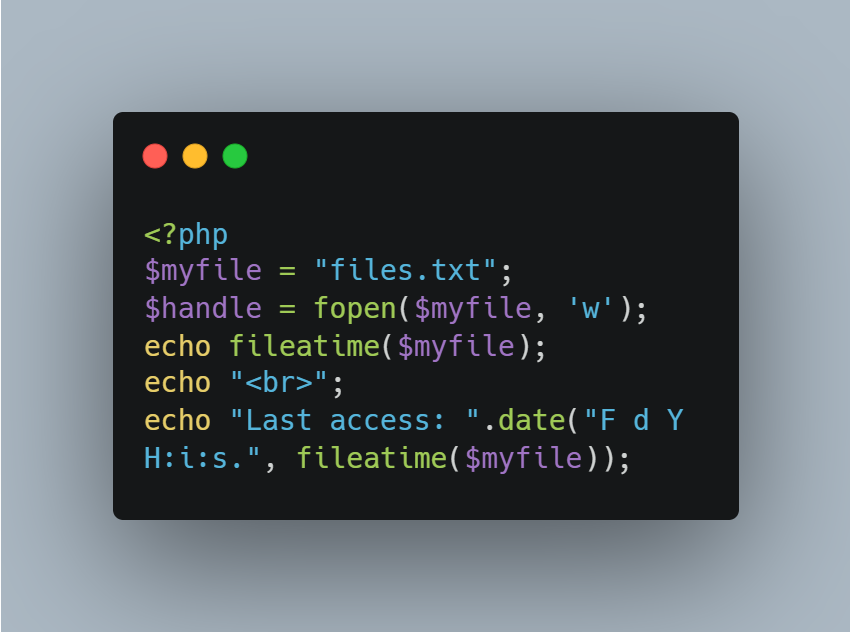 <?php
$myfile = "files.txt";
$handle = fopen($myfile, 'w');
echo fileatime($myfile);
echo "<br>";
echo "Last access: ".date("F d Y
H:i:s.", fileatime($myfile));